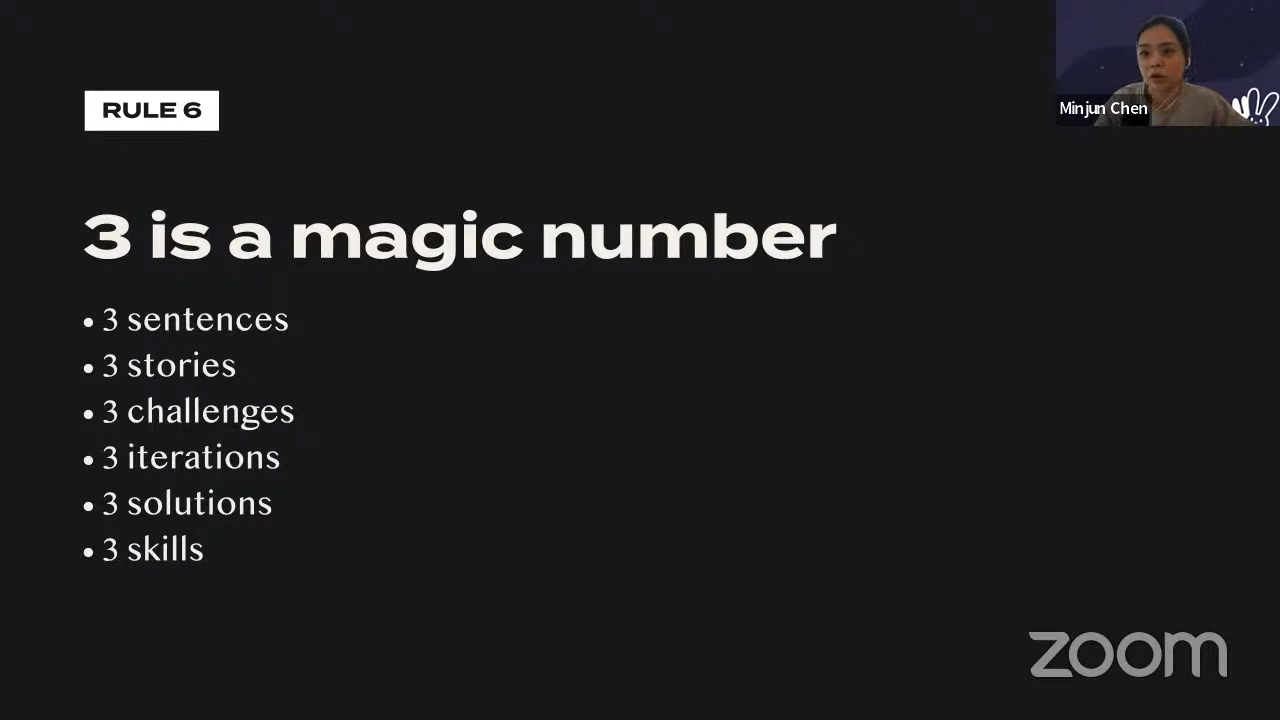 RULE 6
Minjun Chen
3 is a magic number
• 3 sentences
• 3 stories
• 3 challenges
• 3 iterations
• 3 solutions
• 3 skills
zoom